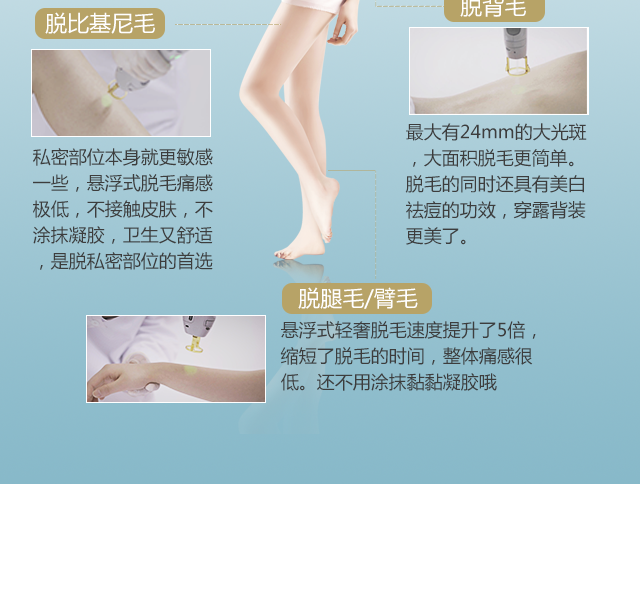 脱比基尼毛
私密部位本身就更敏感
一些，悬浮式脱毛痛感
极低，不接触皮肤，不
涂抹凝胶，卫生又舒适
，是脱私密部位的首选
脱背毛
最大有24mm的大光斑
，大面积脱毛更简单。
脱毛的同时还具有美白
祛痘的功效，穿露背装
更美了。
脱腿毛/臂毛
悬浮式轻奢脱毛速度提升了5倍，
缩短了脱毛的时间，整体痛感很
低。还不用涂抹黏黏凝胶哦